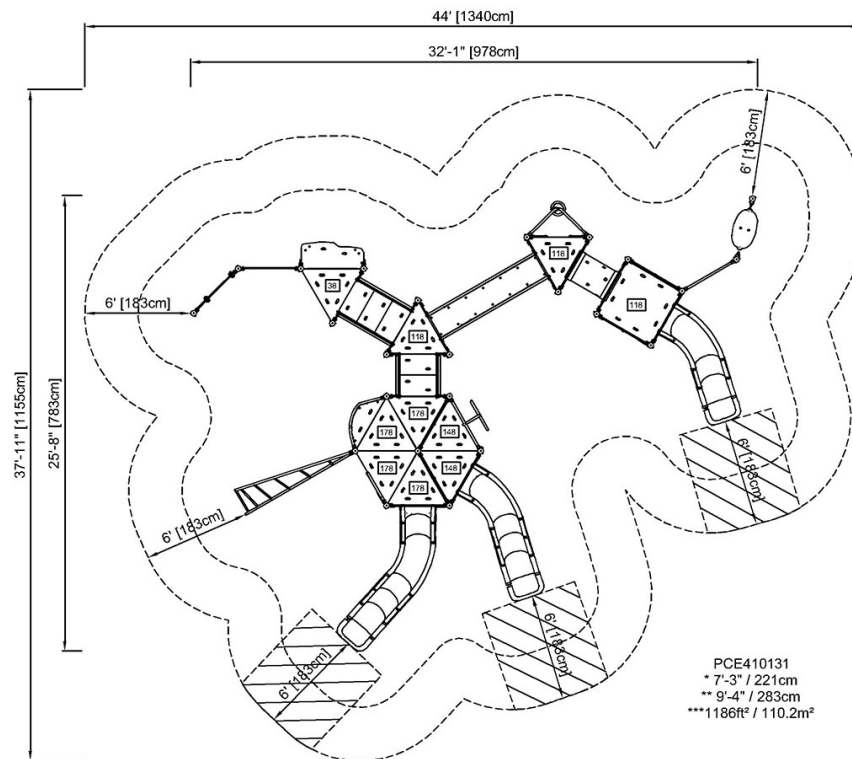 44' [1340cm]
32'-1" [978cm]
6' [183cm]
118
38
118
6' [183cm]
118
37'-11" [1155cm]
25'-8" [783cm]
178
178
148
178
148
178
6' [183cm]
6' [183cm]
6' [183cm]
6' [183cm]
PCE410131
* 7'-3" / 221cm
** 9'-4" / 283cm
***1186ft² / 110.2m²